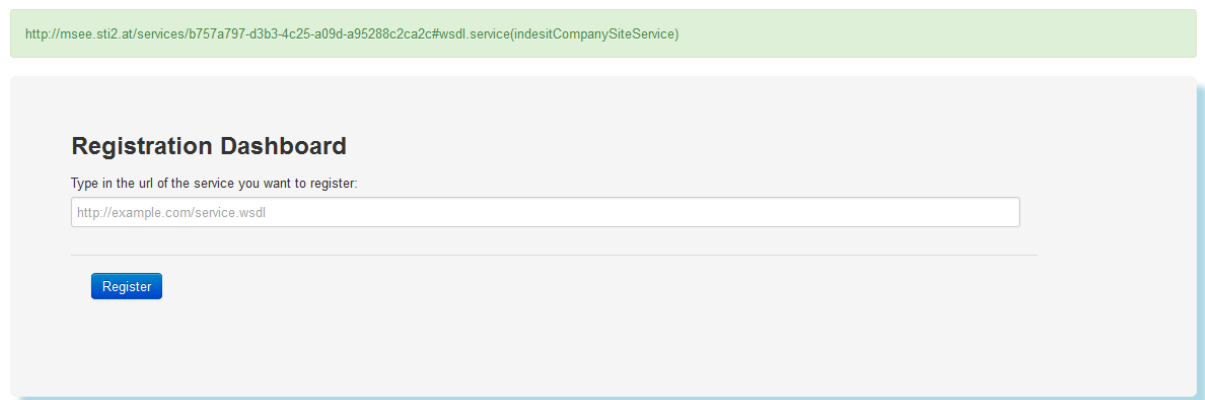 http://msee.sti2.at/services/b757a797-d3b3-4c25-a09d-a95288c2ca2c#wsdl.service(indesitCompanySiteService)
Registration Dashboard
Type in the url of the service you want to register:
http://example.com/service.wsdl
Register